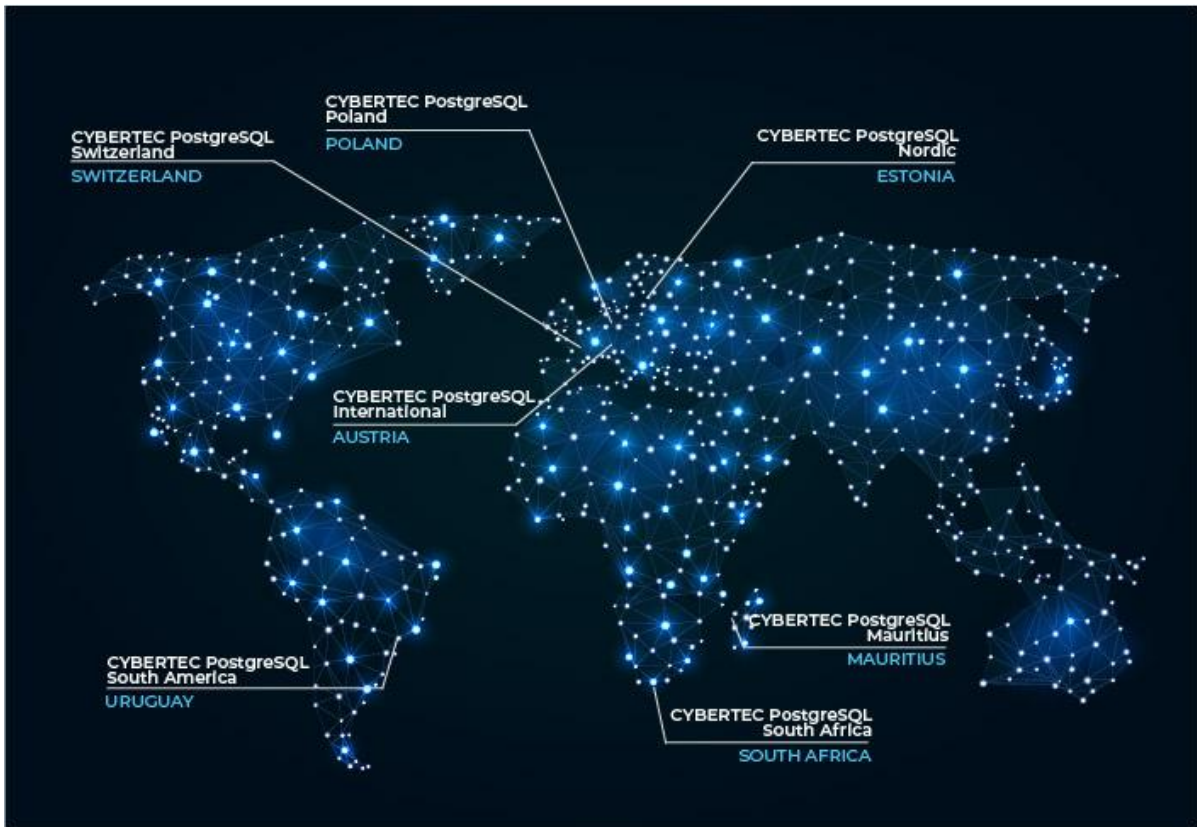 CYBERTEC PostgreSQL
Poland
POLAND
CYBERTEC PostgreSQL
Switzerland
SWITZERLAND
CYBERTEC PostgreSQL
Nordic
ESTONIA
CYBERTEC PostgreSQL
International
AUSTRIA
CYBERTEC PostgreSQL
Mauritius
MAURITIUS
CYBERTEC PostgreSQL
South America
URUGUAY
CYBERTEC PostgreSQL
South Africa
SOUTH AFRICA